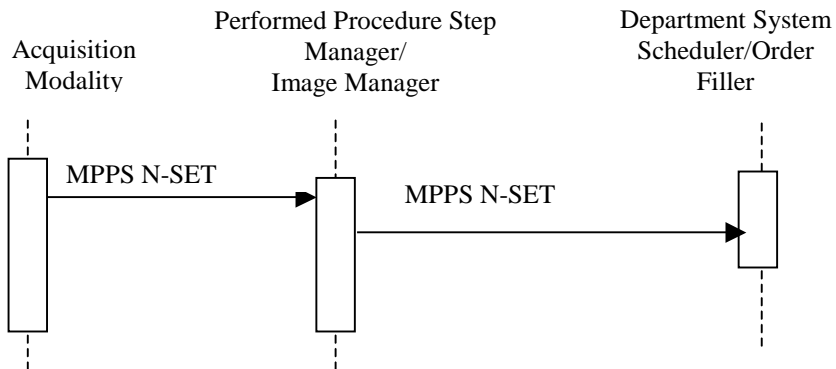 Acquisition
Modality
Performed Procedure Step
Manager/
Image Manager
Department System
Scheduler/Order
Filler
MPPS N-SET
MPPS N-SET